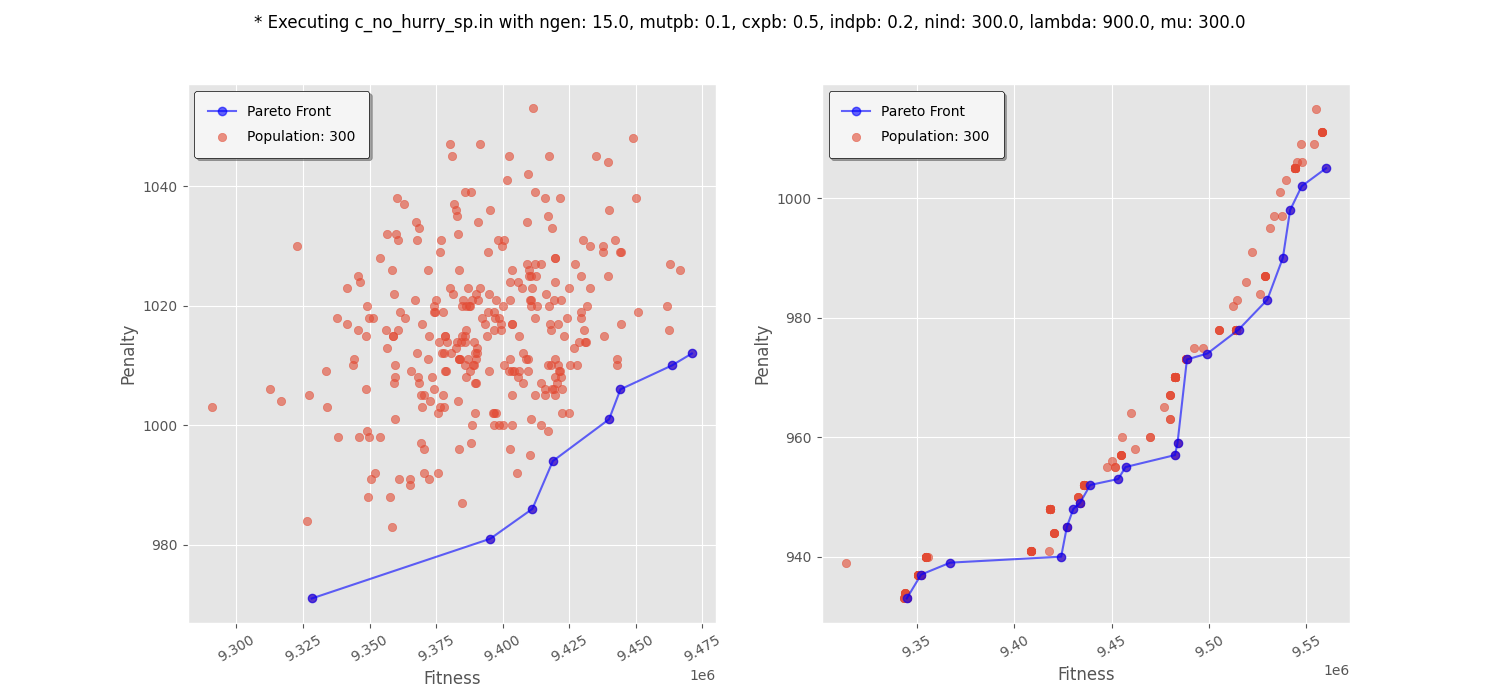 * Executing c_no_hurry_sp.in with ngen: 15.0, mutpb: 0.1, cxpb: 0.5, indpb: 0.2, nind: 300.0, lambda: 900.0, mu: 300.0
Pareto Front
Population: 300
Penalty
1040
1020
1000
980
9.300
9.325
9.350
9.375
9.400
9.425
9.450
9.475
1e6
Fitness
Pareto Front
Population: 300
Penalty
1000
980
960
940
9.35
9.40
9.45
9.50
9.55
1e6
Fitness